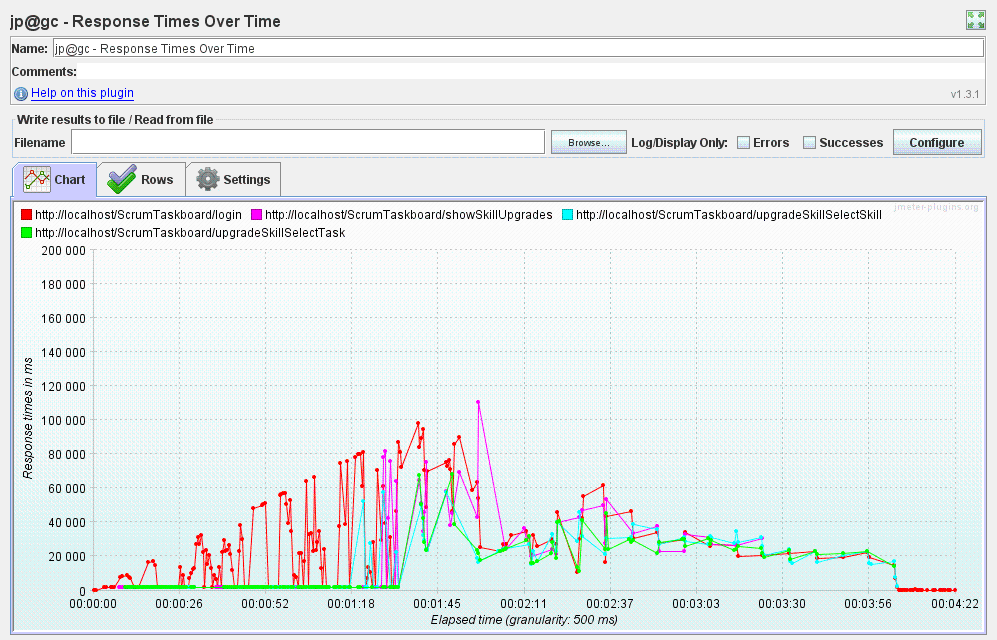 jp@gc - Response Times Over Time
Name: jp@gc - Response Times Over Time
Comments:
Help on this plugin
v1.3.1
Write results to file / Read from file
Filename Browse... Log/Display Only: Errors Successes Configure
Chart Rows Settings
jmeter-plugins.org
http://localhost/ScrumTaskboard/login http://localhost/ScrumTaskboard/showSkillUpgrades http://localhost/ScrumTaskboard/upgradeSkillSelectSkill
http://localhost/ScrumTaskboard/upgradeSkillSelectTask
200 000
180 000
160 000
140 000
120 000
100 000
80 000
60 000
40 000
20 000
0
Response times in ms
00:00:00 00:00:26 00:00:52 00:01:18 00:01:45 00:02:11 00:02:37 00:03:03 00:03:30 00:03:56 00:04:22
Elapsed time (granularity: 500 ms)